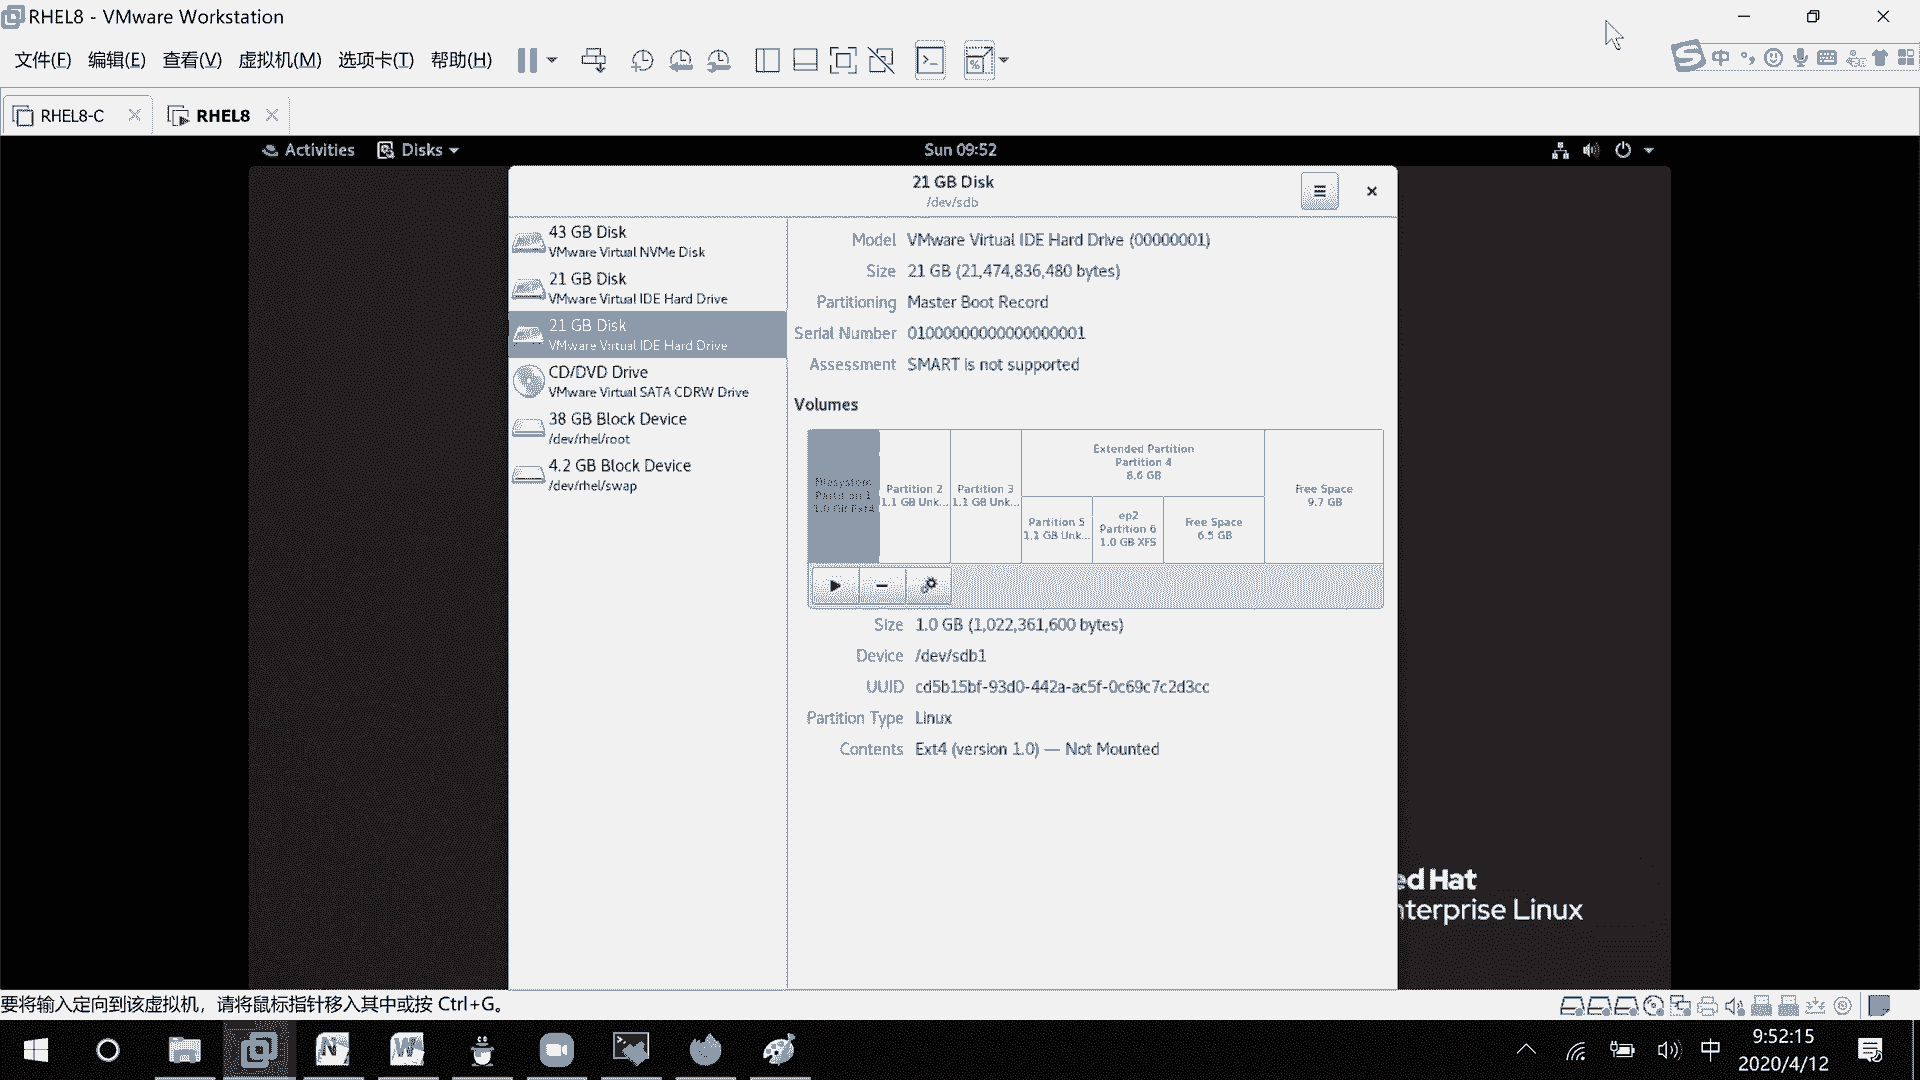 RHEL8 - VMware Workstation
文件(F) 编辑(E) 查看(V) 虚拟机(M) 选项卡(T) 帮助(H)
中
RHEL8-C
RHEL8
Activities
Disks
Sun 09:52
21 GB Disk
/dev/sdb
43 GB Disk
VMware Virtual NVMe Disk
21 GB Disk
VMware Virtual IDE Hard Drive
21 GB Disk
VMware Virtual IDE Hard Drive
CD/DVD Drive
VMware Virtual SATA CDRW Drive
38 GB Block Device
/dev/rhel/root
4.2 GB Block Device
/dev/rhel/swap
Model VMware Virtual IDE Hard Drive (00000001)
Size 21 GB (21,474,836,480 bytes)
Partitioning Master Boot Record
Serial Number 01000000000000000001
Assessment SMART is not supported
Volumes
Filesystem
Partition 1
1.0 GB Ext4
Partition 2
1.1 GB Unk...
Partition 3
1.1 GB Unk...
Extended Partition
Partition 4
8.6 GB
Partition 5
1.1 GB Unk...
ep2
Partition 6
1.0 GB XFS
Free Space
6.5 GB
Free Space
9.7 GB
Size 1.0 GB (1,022,361,600 bytes)
Device /dev/sdb1
UUID cd5b15bf-93d0-442a-ac5f-0c69c7c2d3cc
Partition Type Linux
Contents Ext4 (version 1.0) — Not Mounted
ed Hat
nterprise Linux
要将输入定向到该虚拟机，请将鼠标指针移入其中或按 Ctrl+G。
中
9:52:15
2020/4/12